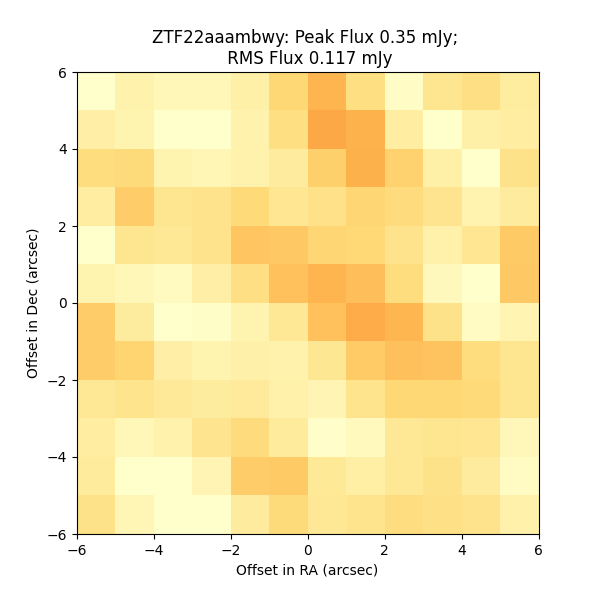 ZTF22aaambwy: Peak Flux 0.35 mJy;
RMS Flux 0.117 mJy
6
4
2
0
−2
−4
−6
Offset in Dec (arcsec)
−6 −4 −2 0 2 4 6
Offset in RA (arcsec)